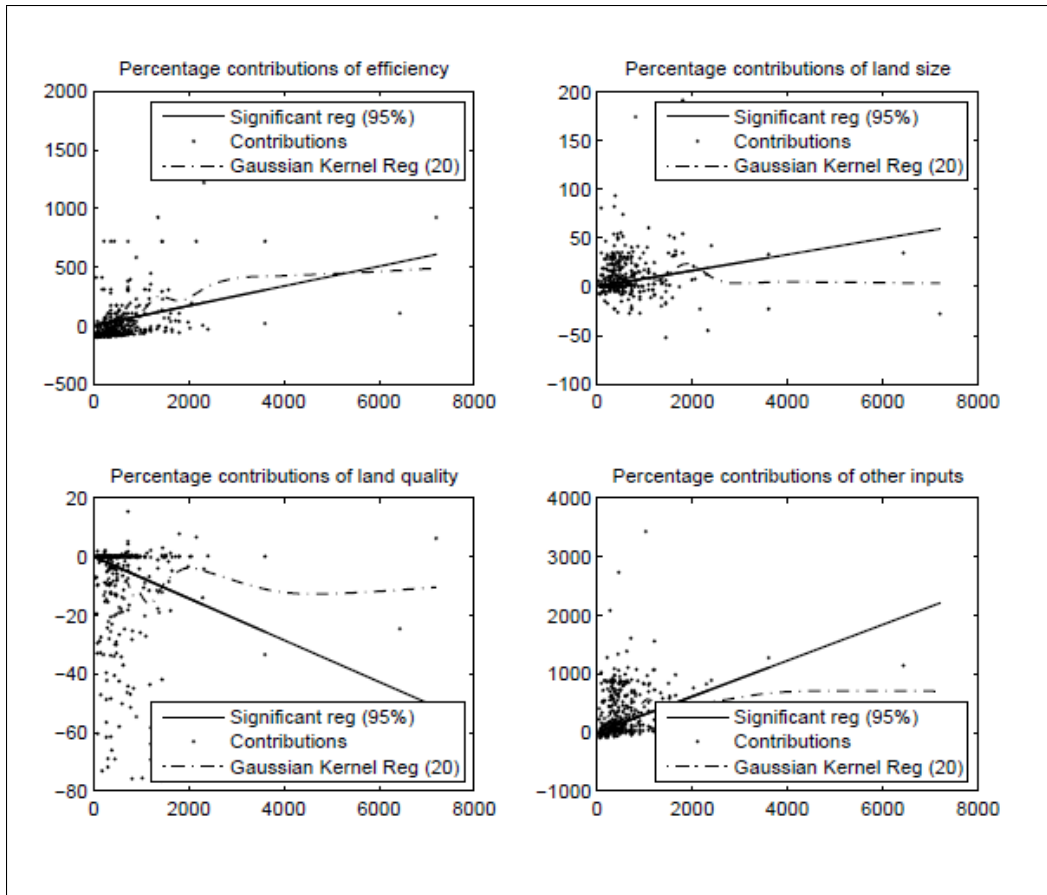 Percentage contributions of efficiency
2000
1500
1000
500
0
−500
0 2000 4000 6000 8000
Significant reg (95%)
Contributions
Gaussian Kernel Reg (20)
Percentage contributions of land size
200
150
100
50
0
−50
−100
0 2000 4000 6000 8000
Significant reg (95%)
Contributions
Gaussian Kernel Reg (20)
Percentage contributions of land quality
20
0
−20
−40
−60
−80
0 2000 4000 6000 8000
Significant reg (95%)
Contributions
Gaussian Kernel Reg (20)
Percentage contributions of other inputs
4000
3000
2000
1000
0
−1000
0 2000 4000 6000 8000
Significant reg (95%)
Contributions
Gaussian Kernel Reg (20)